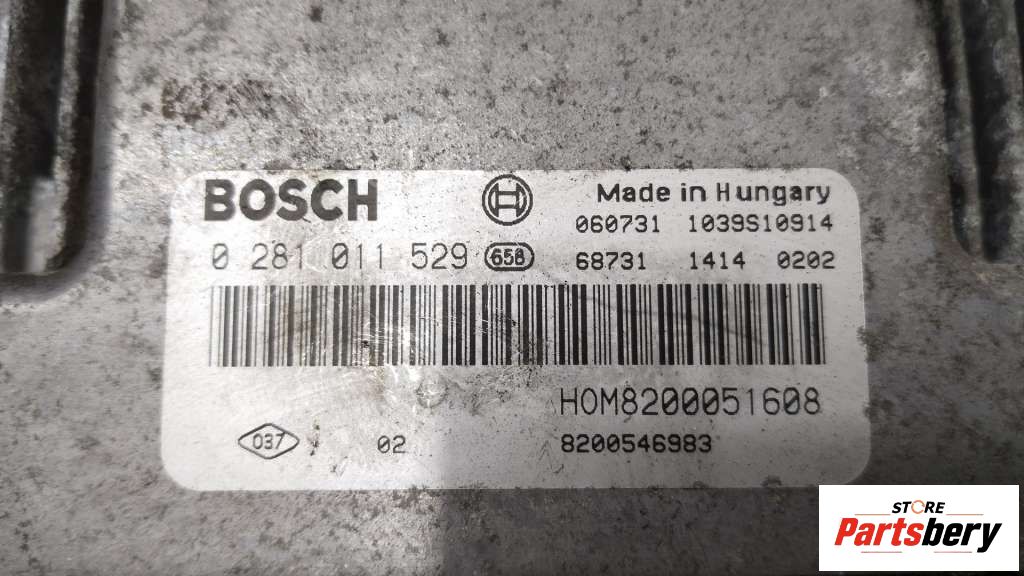 BOSCH
Made in Hungary
060731 1039S10914
0 281 011 529 658
68731 1414 0202
HOM8200051608
037 02 8200546983
STORE
Partsbery